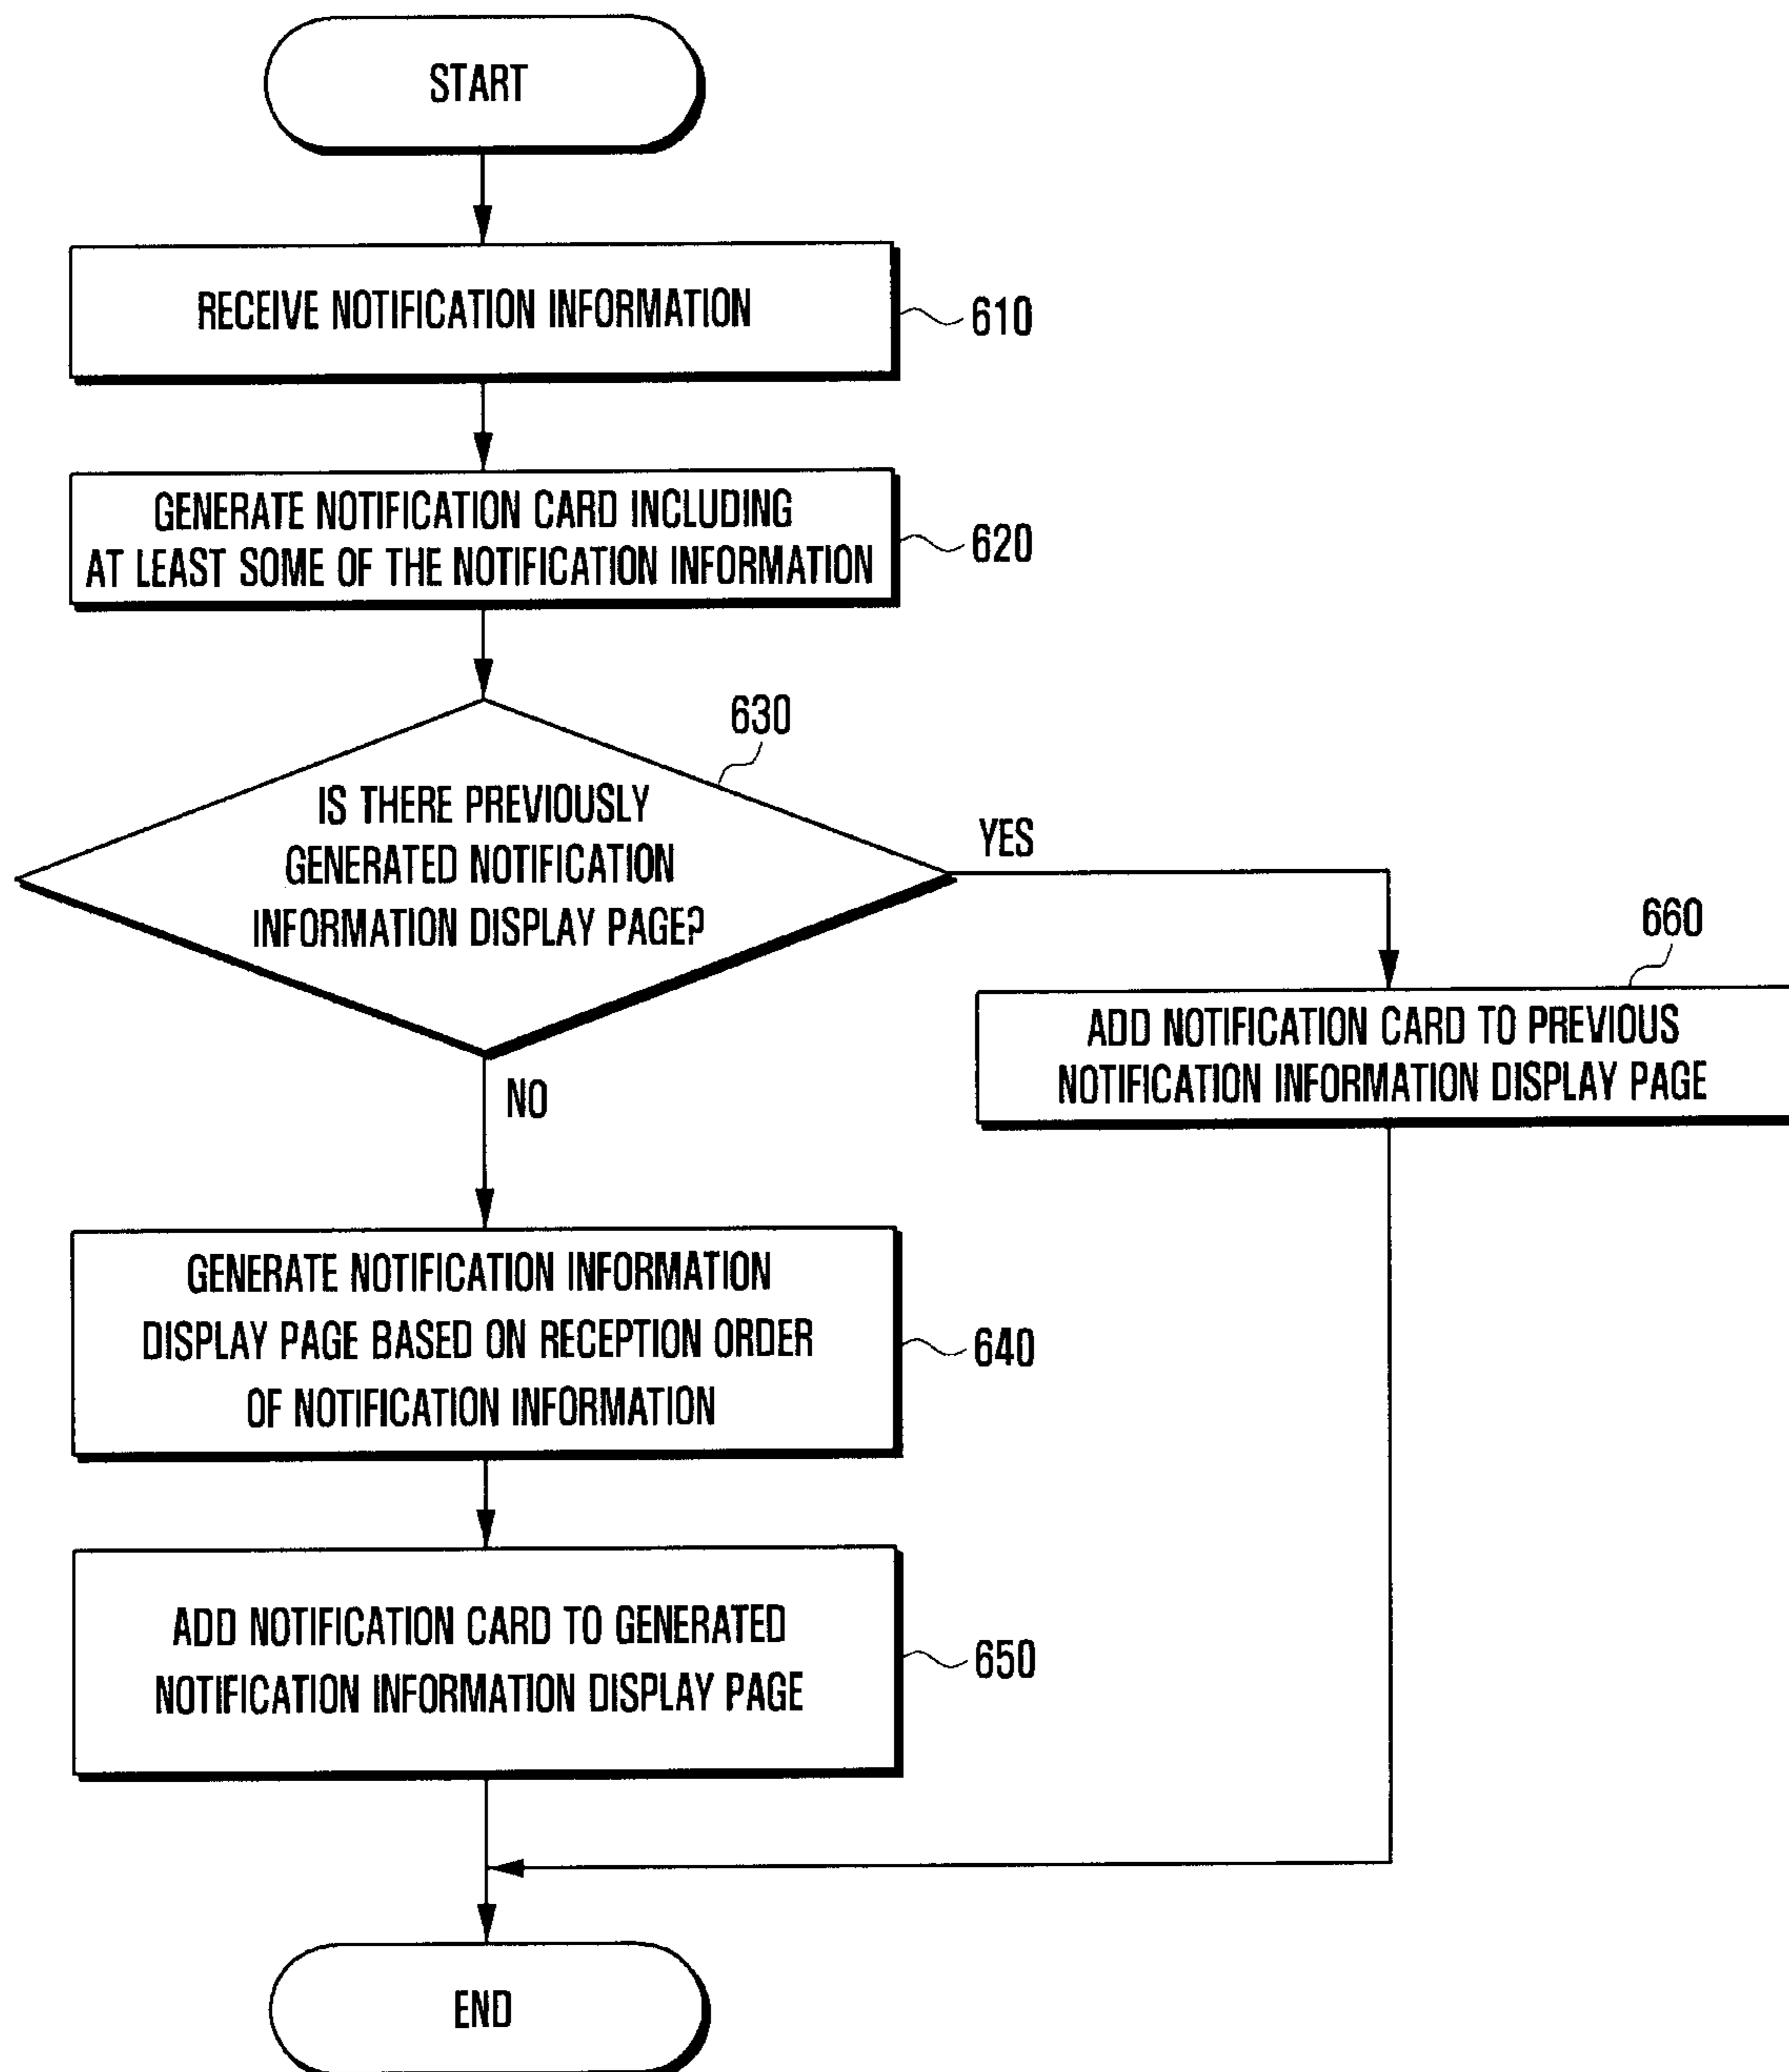 START
RECEIVE NOTIFICATION INFORMATION
610
GENERATE NOTIFICATION CARD INCLUDING
AT LEAST SOME OF THE NOTIFICATION INFORMATION
620
630
IS THERE PREVIOUSLY
GENERATED NOTIFICATION
INFORMATION DISPLAY PAGE?
YES
660
ADD NOTIFICATION CARD TO PREVIOUS
NOTIFICATION INFORMATION DISPLAY PAGE
NO
GENERATE NOTIFICATION INFORMATION
DISPLAY PAGE BASED ON RECEPTION ORDER
OF NOTIFICATION INFORMATION
640
ADD NOTIFICATION CARD TO GENERATED
NOTIFICATION INFORMATION DISPLAY PAGE
650
END